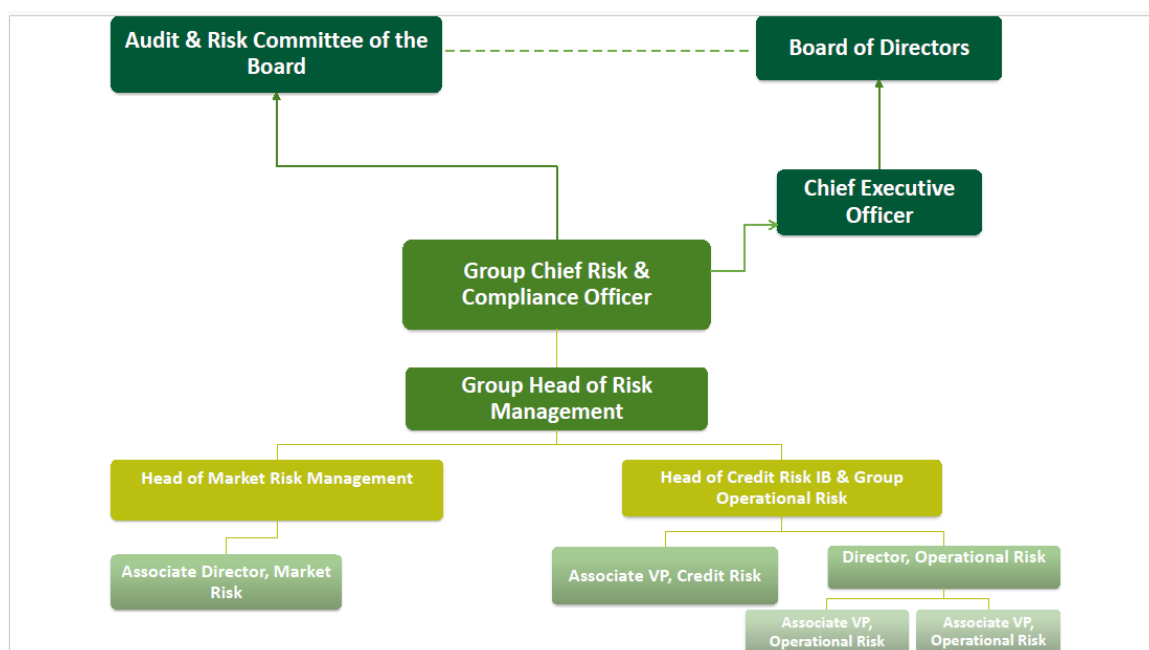 Audit & Risk Committee of the
Board
Board of Directors
Chief Executive
Officer
Group Chief Risk &
Compliance Officer
Group Head of Risk
Management
Head of Market Risk Management
Head of Credit Risk IB & Group
Operational Risk
Associate Director, Market
Risk
Associate VP, Credit Risk
Director, Operational Risk
Associate VP,
Operational Risk
Associate VP,
Operational Risk